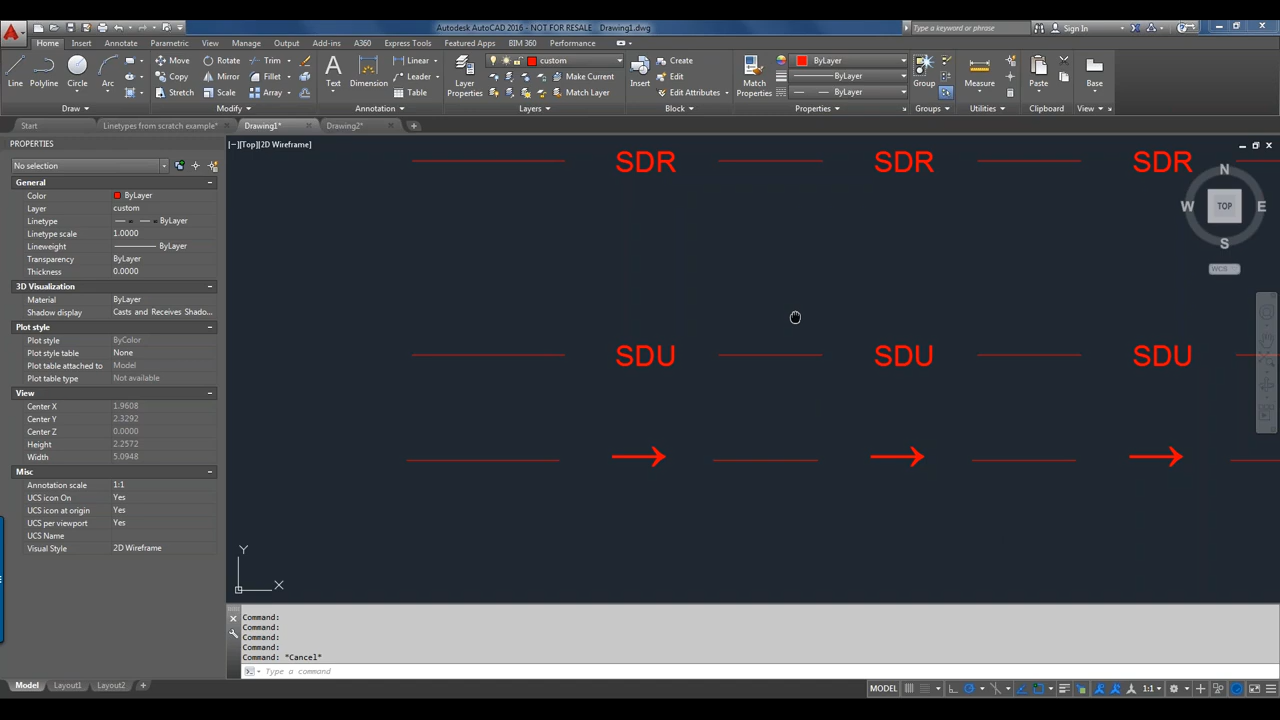 Autodesk AutoCAD 2016 - NOT FOR RESALE Drawing1.dwg
Type a keyword or phrase
Sign In
Home Insert Annotate Parametric View Manage Output Add-ins A360 Express Tools Featured Apps BIM 360 Performance
Line Polyline Circle Arc
Move Rotate Trim
Copy Mirror Fillet
Stretch Scale Array
Text Dimension
Linear
Leader
Table
Layer Properties
custom
Make Current
Match Layer
Insert
Create
Edit
Edit Attributes
Match Properties
ByLayer
ByLayer
ByLayer
Group
Measure
Paste
Base
Draw Modify Annotation Layers Block Properties Groups Utilities Clipboard View
Start Linetypes from scratch example* Drawing1* Drawing2*
PROPERTIES
[−][Top][2D Wireframe]
No selection
General
Color ByLayer
Layer custom
Linetype ByLayer
Linetype scale 1.0000
Lineweight ByLayer
Transparency ByLayer
Thickness 0.0000
3D Visualization
Material ByLayer
Shadow display Casts and Receives Shado...
Plot style
Plot style ByColor
Plot style table None
Plot table attached to Model
Plot table type Not available
View
Center X 1.9608
Center Y 2.3292
Center Z 0.0000
Height 2.2572
Width 5.0948
Misc
Annotation scale 1:1
UCS icon On Yes
UCS icon at origin Yes
UCS per viewport Yes
UCS Name
Visual Style 2D Wireframe
SDR SDR SDR
SDU SDU SDU
N
W TOP E
S
WCS
Y
X
Command:
Command:
Command:
Command:
Command: *Cancel*
Type a command
Model Layout1 Layout2 +
MODEL 1:1